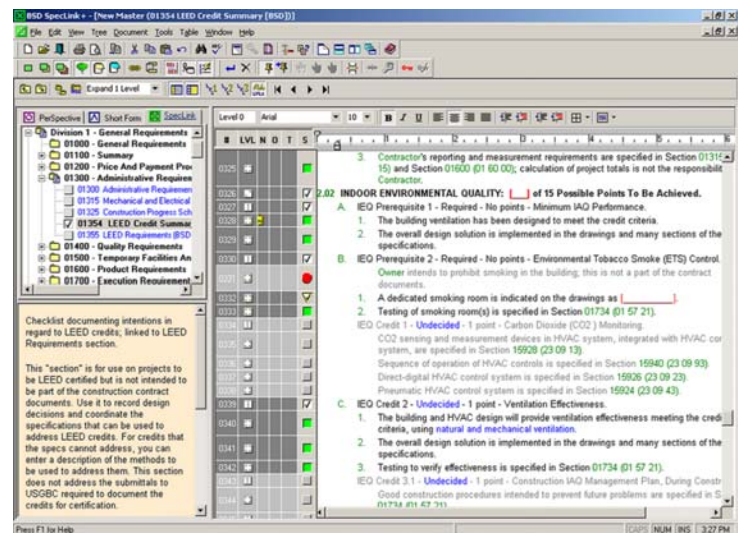 BSD SpecLink+ - [New Master (01354 LEED Credit Summary [BSD])]
File Edit View Tree Document Tools Table Window Help
Expand 1 Level
PerSpective Short Form SpecLink
Level 0 Arial 10 B I U
# LVL N O T S
Division 1 - General Requirements
01000 - General Requirements
01100 - Summary
01200 - Price And Payment Proc
01300 - Administrative Requiren
01300 Administrative Requiremen
01315 Mechanical and Electrical
01325 Construction Progress Sch
01354 LEED Credit Summar
01355 LEED Requirements (BSD
01400 - Quality Requirements
01500 - Temporary Facilities An
01600 - Product Requirements
01700 - Execution Requirement
Checklist documenting intentions in
regard to LEED credits; linked to LEED
Requirements section.
This "section" is for use on projects to
be LEED certified but is not intended to
be part of the construction contract
documents. Use it to record design
decisions and coordinate the
specifications that can be used to
address LEED credits. For credits that
the specs cannot address, you can
enter a description of the methods to
be used to address them. This section
does not address the submittals to
USGBC required to document the
credits for certification.
3. Contractor's reporting and measurement requirements are specified in Section 01315
0325 15) and Section 01600 (01 60 00); calculation of project totals is not the responsibilit
Contractor.
0326 2.02 INDOOR ENVIRONMENTAL QUALITY: [__] of 15 Possible Points To Be Achieved.
0327 A. IEQ Prerequisite 1 - Required - No points - Minimum IAQ Performance.
0328 1. The building ventilation has been designed to meet the credit criteria.
0329 2. The overall design solution is implemented in the drawings and many sections of the
specifications.
0330 B. IEQ Prerequisite 2 - Required - No points - Environmental Tobacco Smoke (ETS) Control.
0331 Owner intends to prohibit smoking in the building; this is not a part of the contract
documents.
0332 1. A dedicated smoking room is indicated on the drawings as [________].
0333 2. Testing of smoking room(s) is specified in Section 01734 (01 57 21).
0334 IEQ Credit 1 - Undecided - 1 point - Carbon Dioxide (CO2 ) Monitoring.
CO2 sensing and measurement devices in HVAC system, integrated with HVAC cor
system, are specified in Section 15928 (23 09 13).
Sequence of operation of HVAC controls is specified in Section 15940 (23 09 93).
Direct-digital HVAC control system is specified in Section 15926 (23 09 23).
Pneumatic HVAC control system is specified in Section 15924 (23 09 43).
0339 C. IEQ Credit 2 - Undecided - 1 point - Ventilation Effectiveness.
0340 1. The building and HVAC design will provide ventilation effectiveness meeting the credi
criteria, using natural and mechanical ventilation.
0341 2. The overall design solution is implemented in the drawings and many sections of the
specifications.
0342 3. Testing to verify effectiveness is specified in Section 01734 (01 57 21).
0343 IEQ Credit 3.1 - Undecided - 1 point - Construction IAQ Management Plan, During Constr
0344 Good construction procedures intended to prevent future problems are specified in S
01734 (01 57 21).
Press F1 for Help CAPS NUM INS 3:27 PM